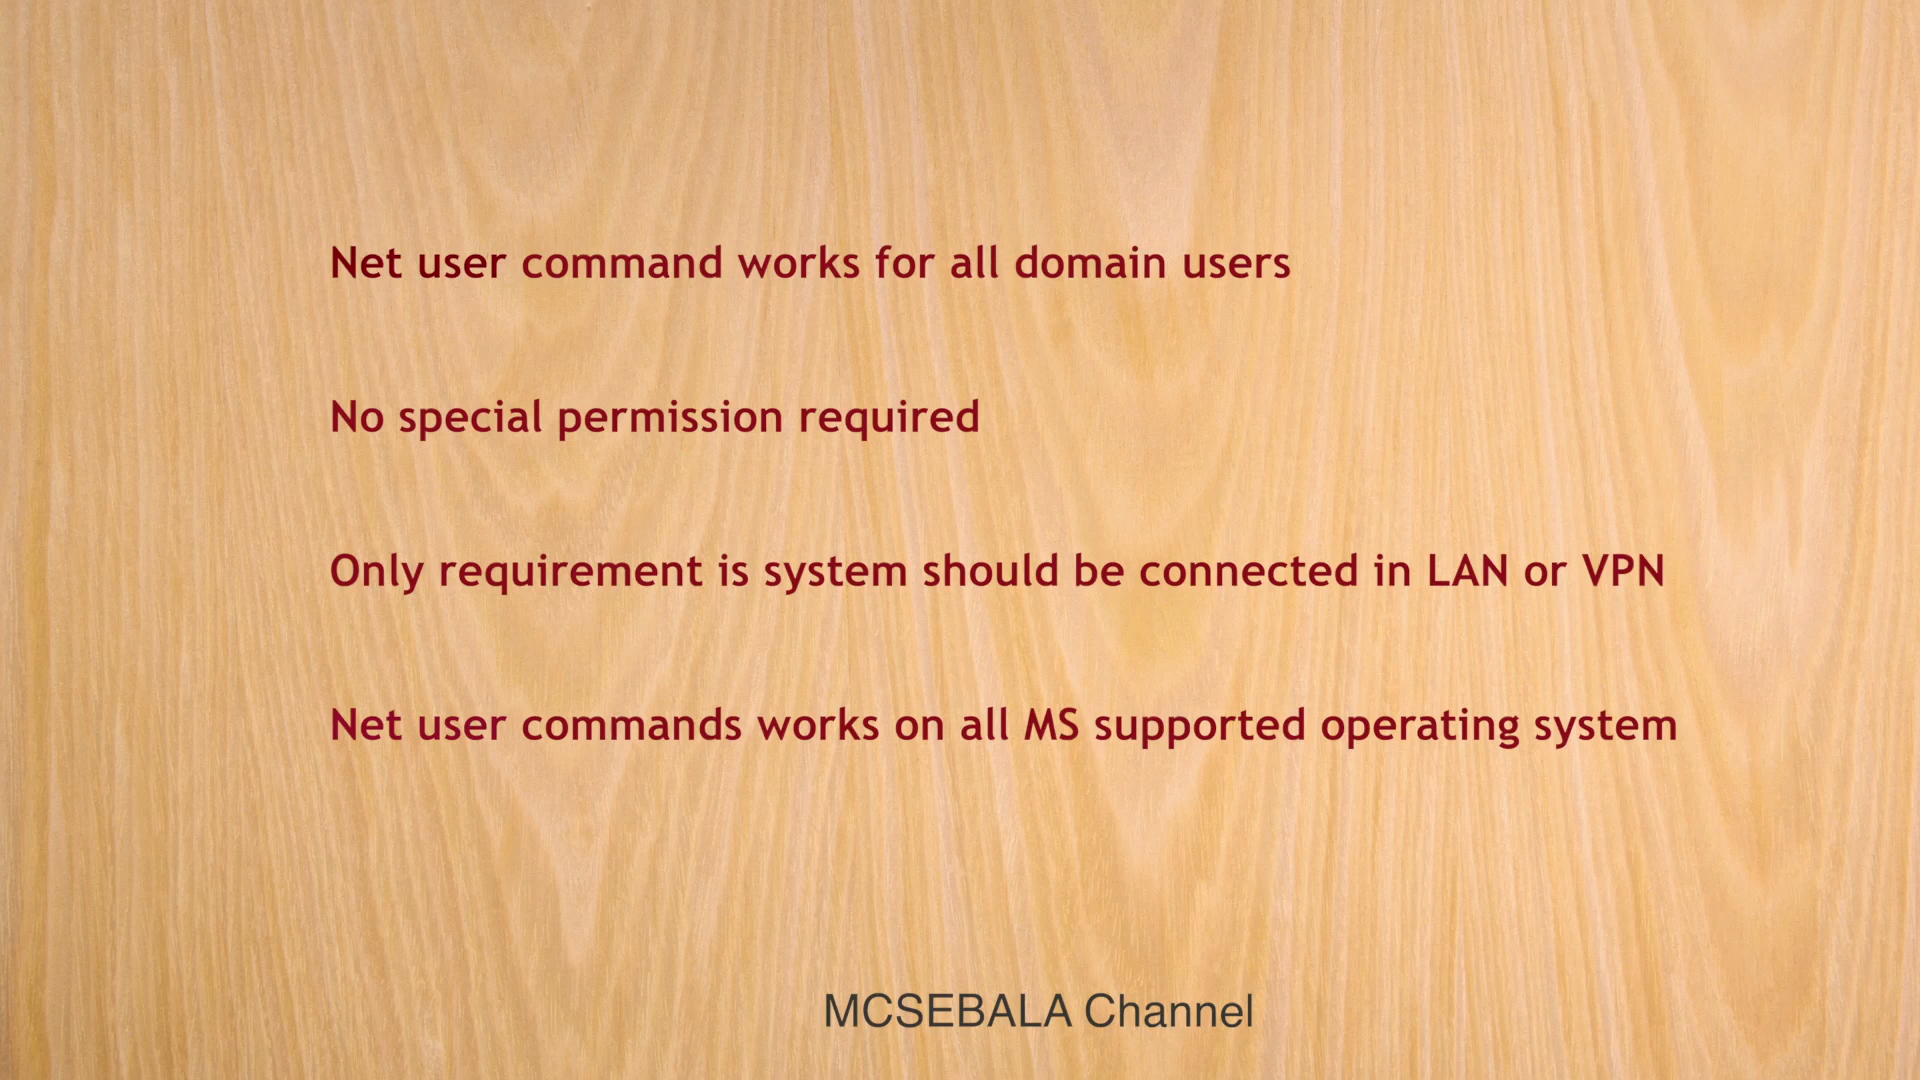 Net user command works for all domain users
No special permission required
Only requirement is system should be connected in LAN or VPN
Net user commands works on all MS supported operating system
MCSEBALA Channel